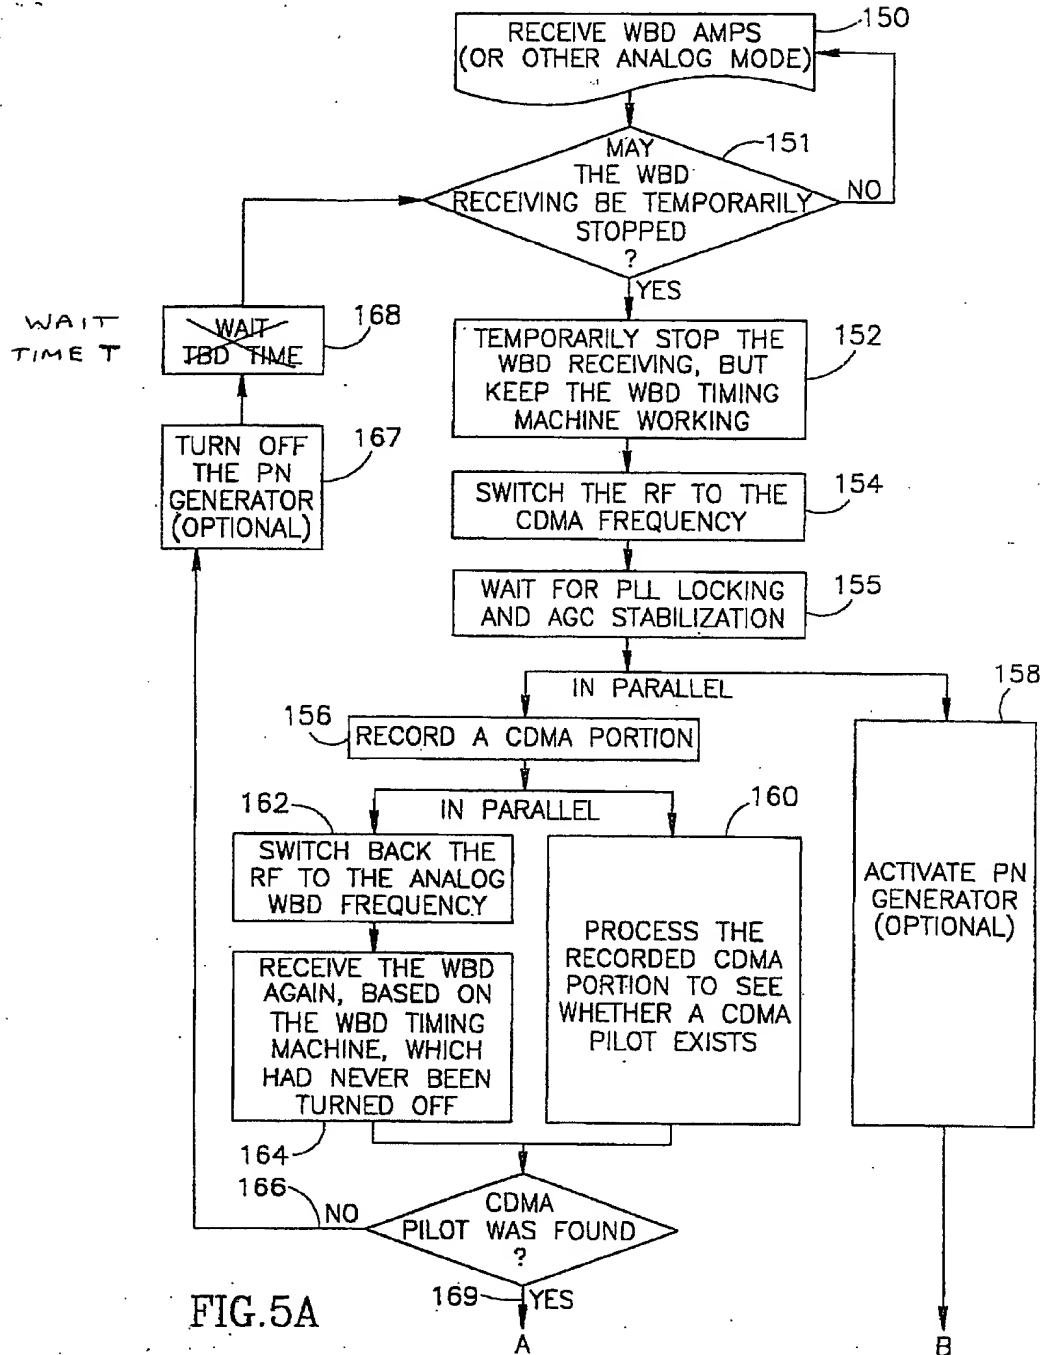 150
RECEIVE WBD AMPS
(OR OTHER ANALOG MODE)
151
MAY
THE WBD
RECEIVING BE TEMPORARILY
STOPPED
?
NO
YES
WAIT
TIME T
WAIT
TBD TIME
168
TEMPORARILY STOP THE
WBD RECEIVING, BUT
KEEP THE WBD TIMING
MACHINE WORKING
152
TURN OFF
THE PN
GENERATOR
(OPTIONAL)
167
SWITCH THE RF TO THE
CDMA FREQUENCY
154
WAIT FOR PLL LOCKING
AND AGC STABILIZATION
155
IN PARALLEL
158
156
RECORD A CDMA PORTION
IN PARALLEL
162
160
SWITCH BACK THE
RF TO THE ANALOG
WBD FREQUENCY
ACTIVATE PN
GENERATOR
(OPTIONAL)
PROCESS THE
RECORDED CDMA
PORTION TO SEE
WHETHER A CDMA
PILOT EXISTS
RECEIVE THE WBD
AGAIN, BASED ON
THE WBD TIMING
MACHINE, WHICH
HAD NEVER BEEN
TURNED OFF
164
166
NO
CDMA
PILOT WAS FOUND
?
169
YES
A
B
FIG.5A